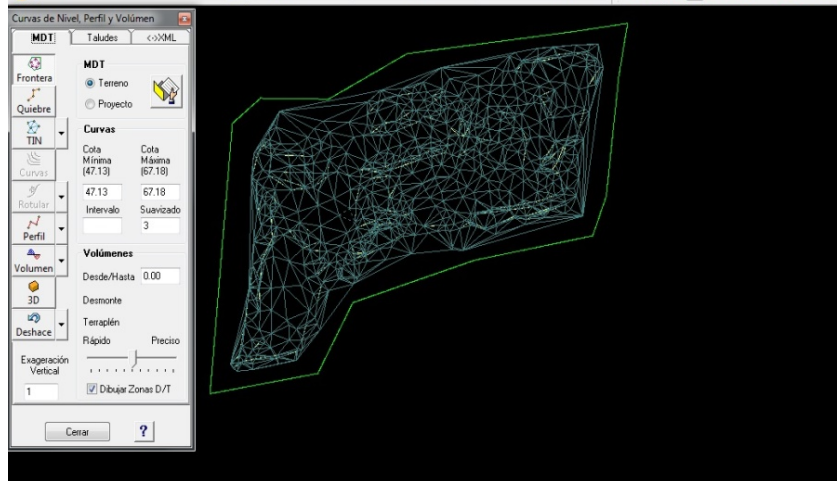 Curvas de Nivel, Perfil y Volúmen
MDT Taludes <->XML
Frontera
Quiebre
TIN
Curvas
Rotular
Perfil
Volumen
3D
Deshace
Exageración
Vertical
1
MDT
Terreno
Proyecto
Curvas
Cota Cota
Mínima Máxima
(47.13) (67.18)
47.13 67.18
Intervalo Suavizado
3
Volúmenes
Desde/Hasta 0.00
Desmonte
Terraplén
Rápido Preciso
Dibujar Zonas D/T
Cerrar ?